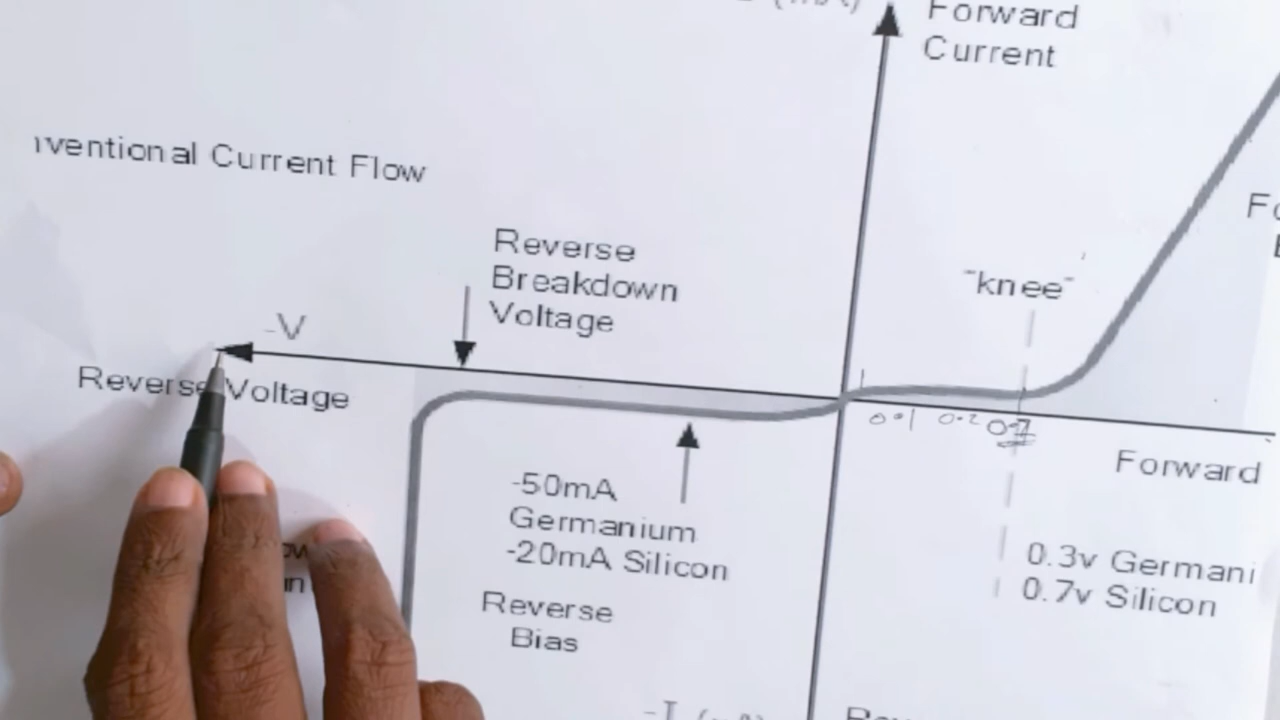 Forward
Current
ventional Current Flow
Reverse
Breakdown
Voltage
"knee"
-V
Reverse Voltage
0.1 0.2 0.7
Forward
-50mA
Germanium
-20mA Silicon
0.3v Germani
0.7v Silicon
Reverse
Bias